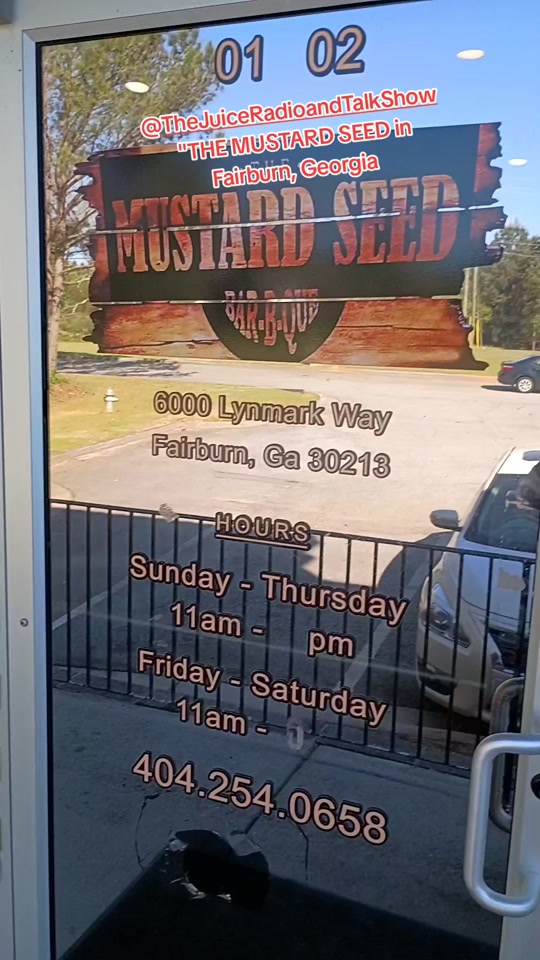 01 02
@TheJuiceRadioandTalkShow
"THE MUSTARD SEED in
Fairburn, Georgia
THE
MUSTARD SEED
BAR-B-QUE
6000 Lynmark Way
Fairburn, Ga 30213
HOURS
Sunday - Thursday
11am - pm
Friday - Saturday
11am -
404.254.0658